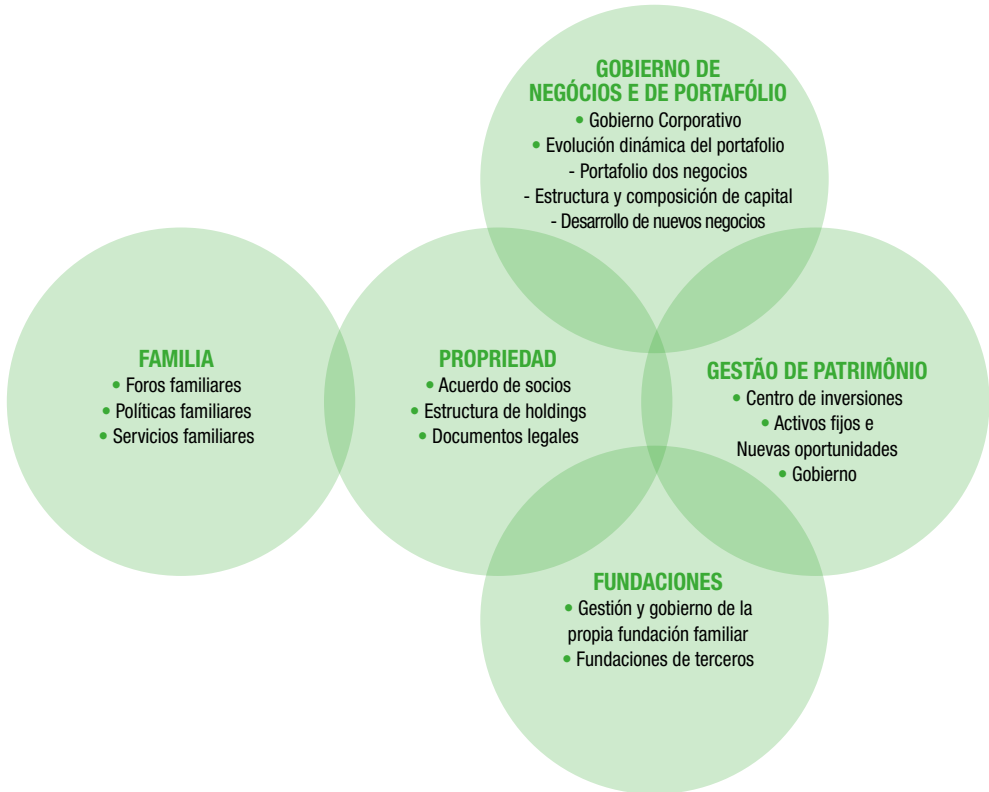 GOBIERNO DE
NEGÓCIOS E DE PORTAFÓLIO
• Gobierno Corporativo
• Evolución dinámica del portafolio
- Portafolio dos negocios
- Estructura y composición de capital
- Desarrollo de nuevos negocios
FAMILIA
• Foros familiares
• Políticas familiares
• Servicios familiares
PROPRIEDAD
• Acuerdo de socios
• Estructura de holdings
• Documentos legales
GESTÃO DE PATRIMÔNIO
• Centro de inversiones
• Activos fijos e
Nuevas oportunidades
• Gobierno
FUNDACIONES
• Gestión y gobierno de la
propia fundación familiar
• Fundaciones de terceros